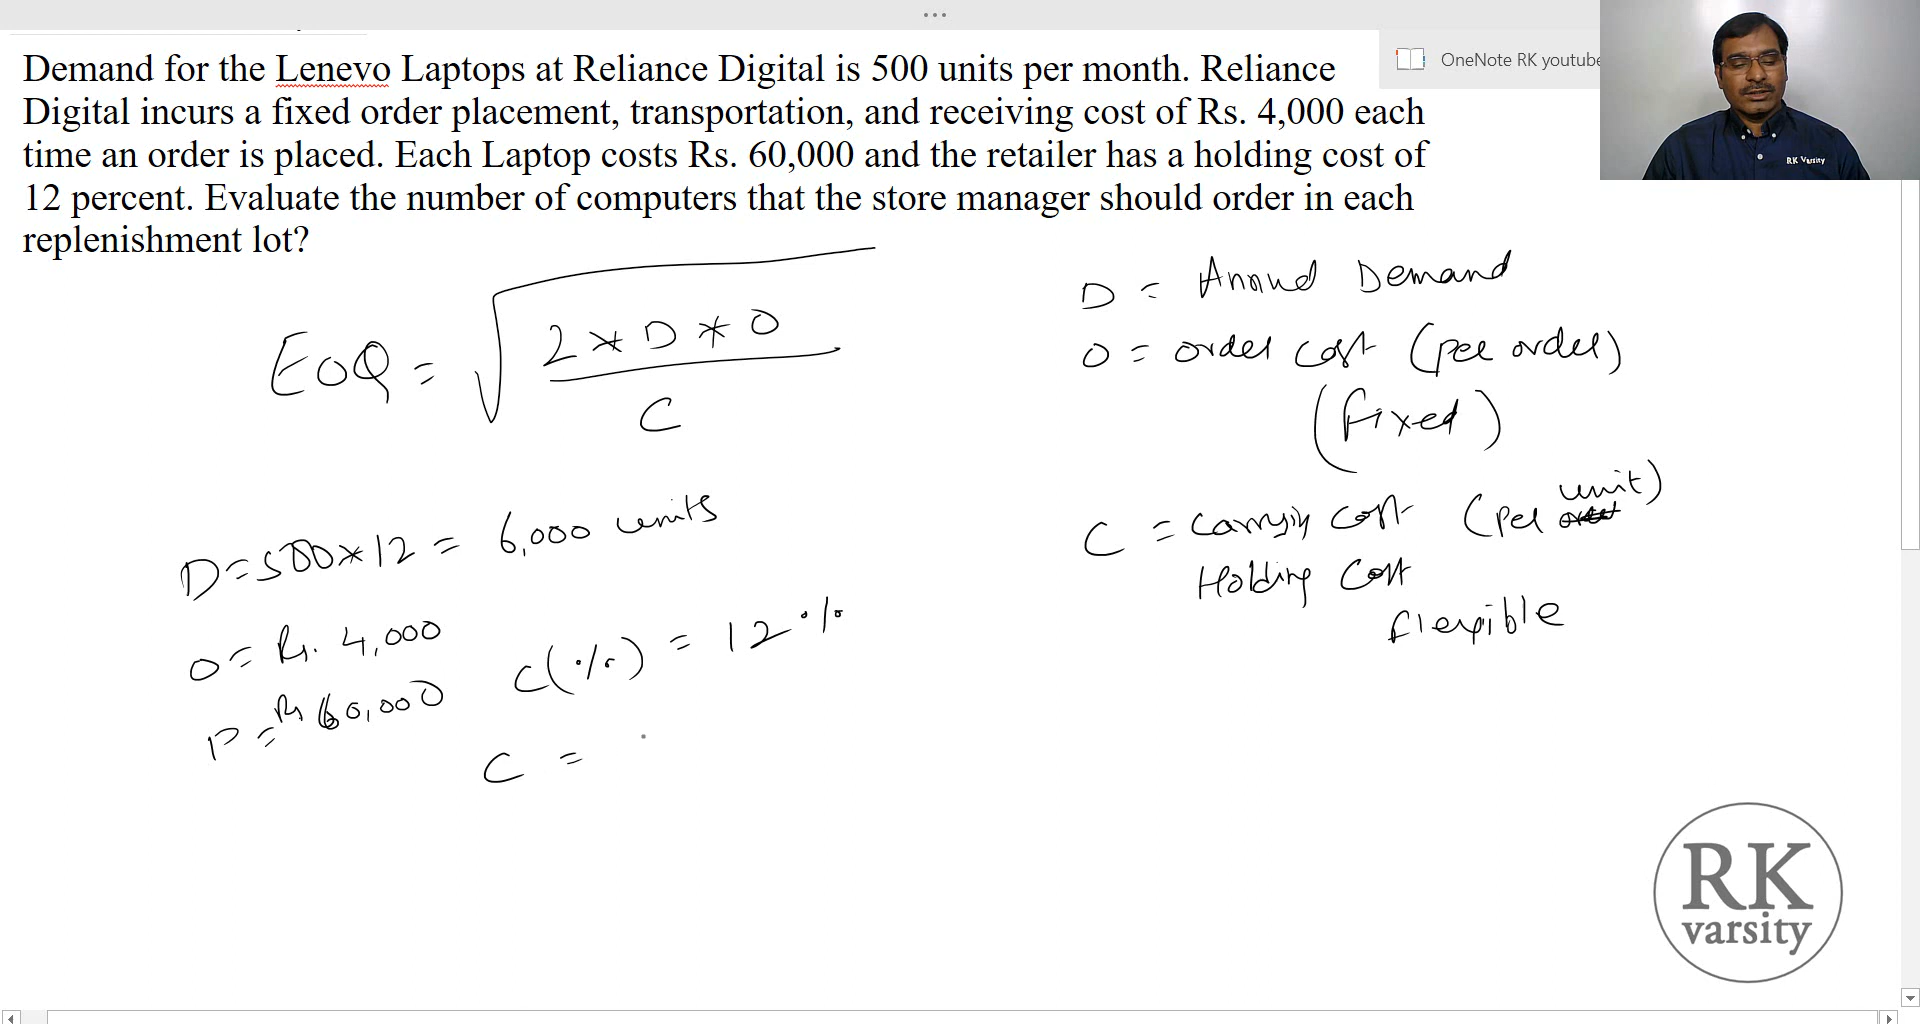 OneNote RK youtube
Demand for the Lenevo Laptops at Reliance Digital is 500 units per month. Reliance
Digital incurs a fixed order placement, transportation, and receiving cost of Rs. 4,000 each
time an order is placed. Each Laptop costs Rs. 60,000 and the retailer has a holding cost of
12 percent. Evaluate the number of computers that the store manager should order in each
replenishment lot?
RK Varsity
EOQ = √
2 * D * O
C
D = Annual Demand
O = order cost (per order)
(fixed)
C = Carrying cost (per unit)
Holding cost
flexible
D = 500 * 12 = 6,000 units
O = Rs. 4,000
C(%) = 12%
P = Rs 60,000
C =
RK
varsity